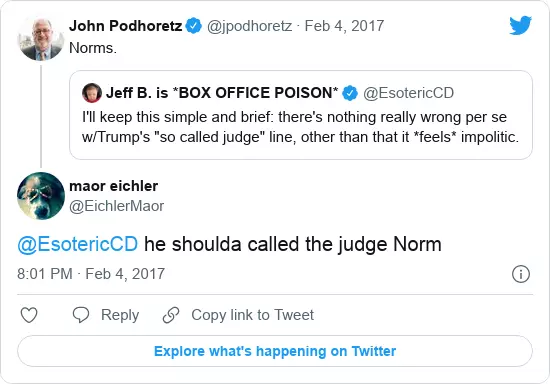 John Podhoretz @jpodhoretz · Feb 4, 2017
Norms.
Jeff B. is *BOX OFFICE POISON* @EsotericCD
I'll keep this simple and brief: there's nothing really wrong per se
w/Trump's "so called judge" line, other than that it *feels* impolitic.
maor eichler
@EichlerMaor
@EsotericCD he shoulda called the judge Norm
8:01 PM · Feb 4, 2017
Reply Copy link to Tweet
Explore what's happening on Twitter